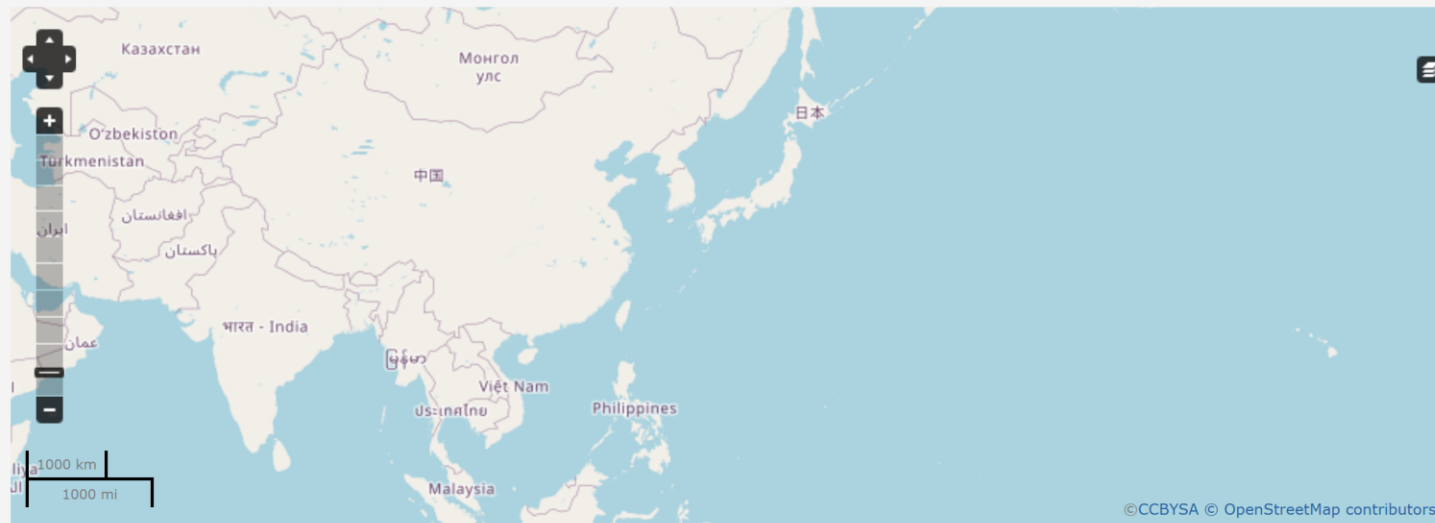 Казахстан
Монгол
улс
日本
O'zbekiston
Türkmenistan
中国
افغانستان
ایران
پاکستان
भारत - India
عمان
မြန်မာ
Việt Nam
ประเทศไทย
Philippines
1000 km
1000 mi
Malaysia
©CCBYSA © OpenStreetMap contributors